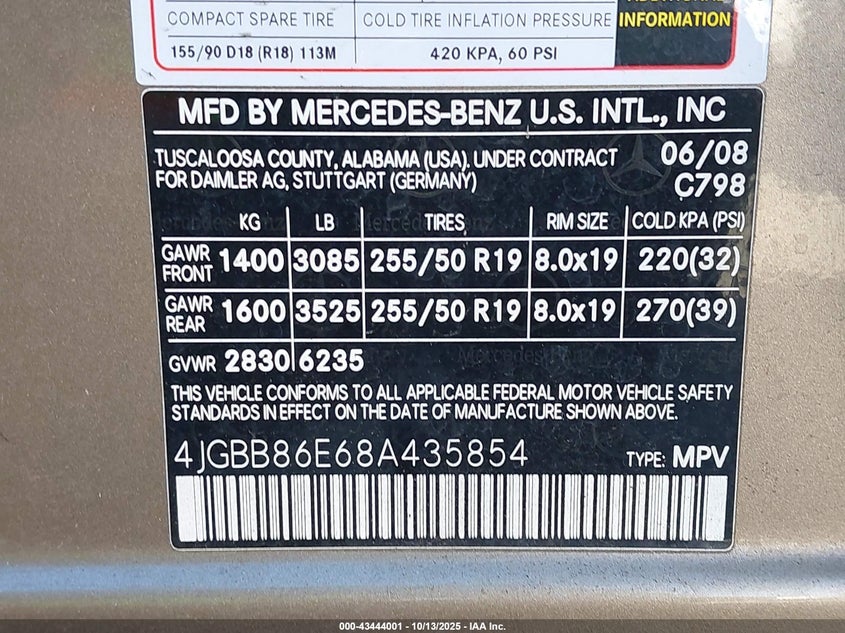 COMPACT SPARE TIRE COLD TIRE INFLATION PRESSURE
INFORMATION
155/90 D18 (R18) 113M 420 KPA, 60 PSI
MFD BY MERCEDES-BENZ U.S. INTL., INC
TUSCALOOSA COUNTY, ALABAMA (USA). UNDER CONTRACT 06/08
FOR DAIMLER AG, STUTTGART (GERMANY) C798
KG LB TIRES RIM SIZE COLD KPA (PSI)
GAWR FRONT 1400 3085 255/50 R19 8.0x19 220(32)
GAWR REAR 1600 3525 255/50 R19 8.0x19 270(39)
GVWR 2830 6235
THIS VEHICLE CONFORMS TO ALL APPLICABLE FEDERAL MOTOR VEHICLE SAFETY
STANDARDS IN EFFECT ON THE DATE OF MANUFACTURE SHOWN ABOVE.
4JGBB86E68A435854 TYPE: MPV
000-43444001 - 10/13/2025 - IAA Inc.